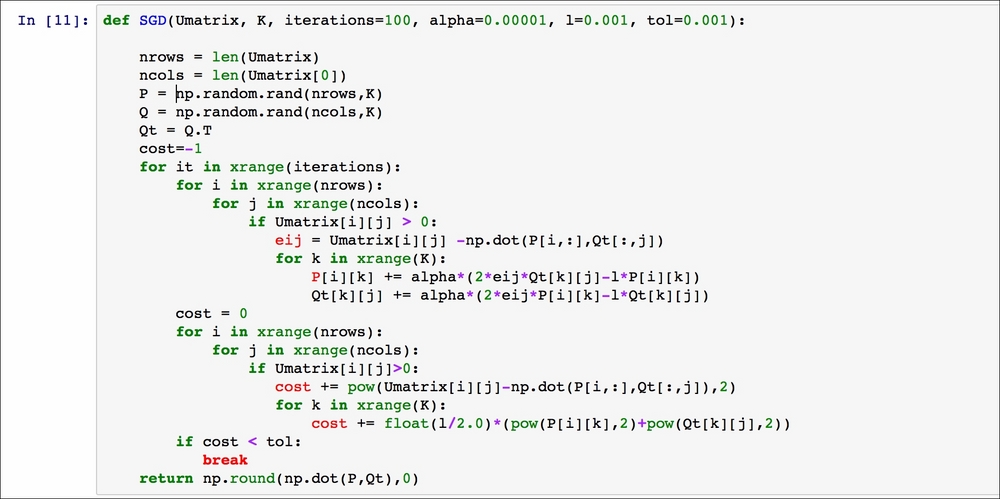 In [11]: def SGD(Umatrix, K, iterations=100, alpha=0.00001, l=0.001, tol=0.001):
nrows = len(Umatrix)
ncols = len(Umatrix[0])
P = np.random.rand(nrows,K)
Q = np.random.rand(ncols,K)
Qt = Q.T
cost=-1
for it in xrange(iterations):
for i in xrange(nrows):
for j in xrange(ncols):
if Umatrix[i][j] > 0:
eij = Umatrix[i][j] -np.dot(P[i,:],Qt[:,j])
for k in xrange(K):
P[i][k] += alpha*(2*eij*Qt[k][j]-l*P[i][k])
Qt[k][j] += alpha*(2*eij*P[i][k]-l*Qt[k][j])
cost = 0
for i in xrange(nrows):
for j in xrange(ncols):
if Umatrix[i][j]>0:
cost += pow(Umatrix[i][j]-np.dot(P[i,:],Qt[:,j]),2)
for k in xrange(K):
cost += float(l/2.0)*(pow(P[i][k],2)+pow(Qt[k][j],2))
if cost < tol:
break
return np.round(np.dot(P,Qt),0)